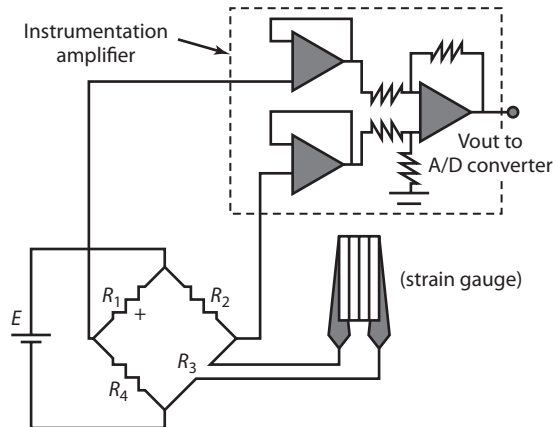 Instrumentation
amplifier
Vout to
A/D converter
(strain gauge)
R1
R2
+
E
R3
R4